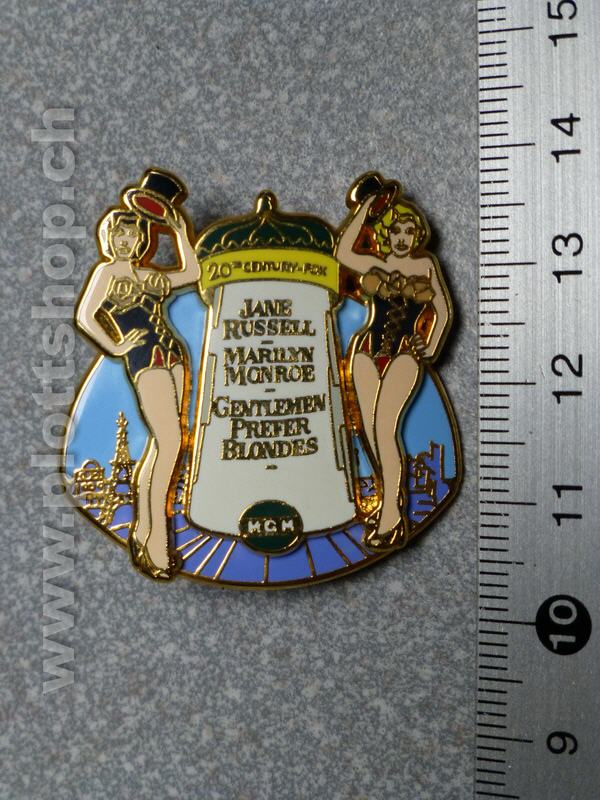 www.plottshop.ch
20TH CENTURY-FOX
JANE
RUSSELL
-
MARILYN
MONROE
-
GENTLEMEN
PREFER
BLONDES
-
MGM
15
14
13
12
11
10
9